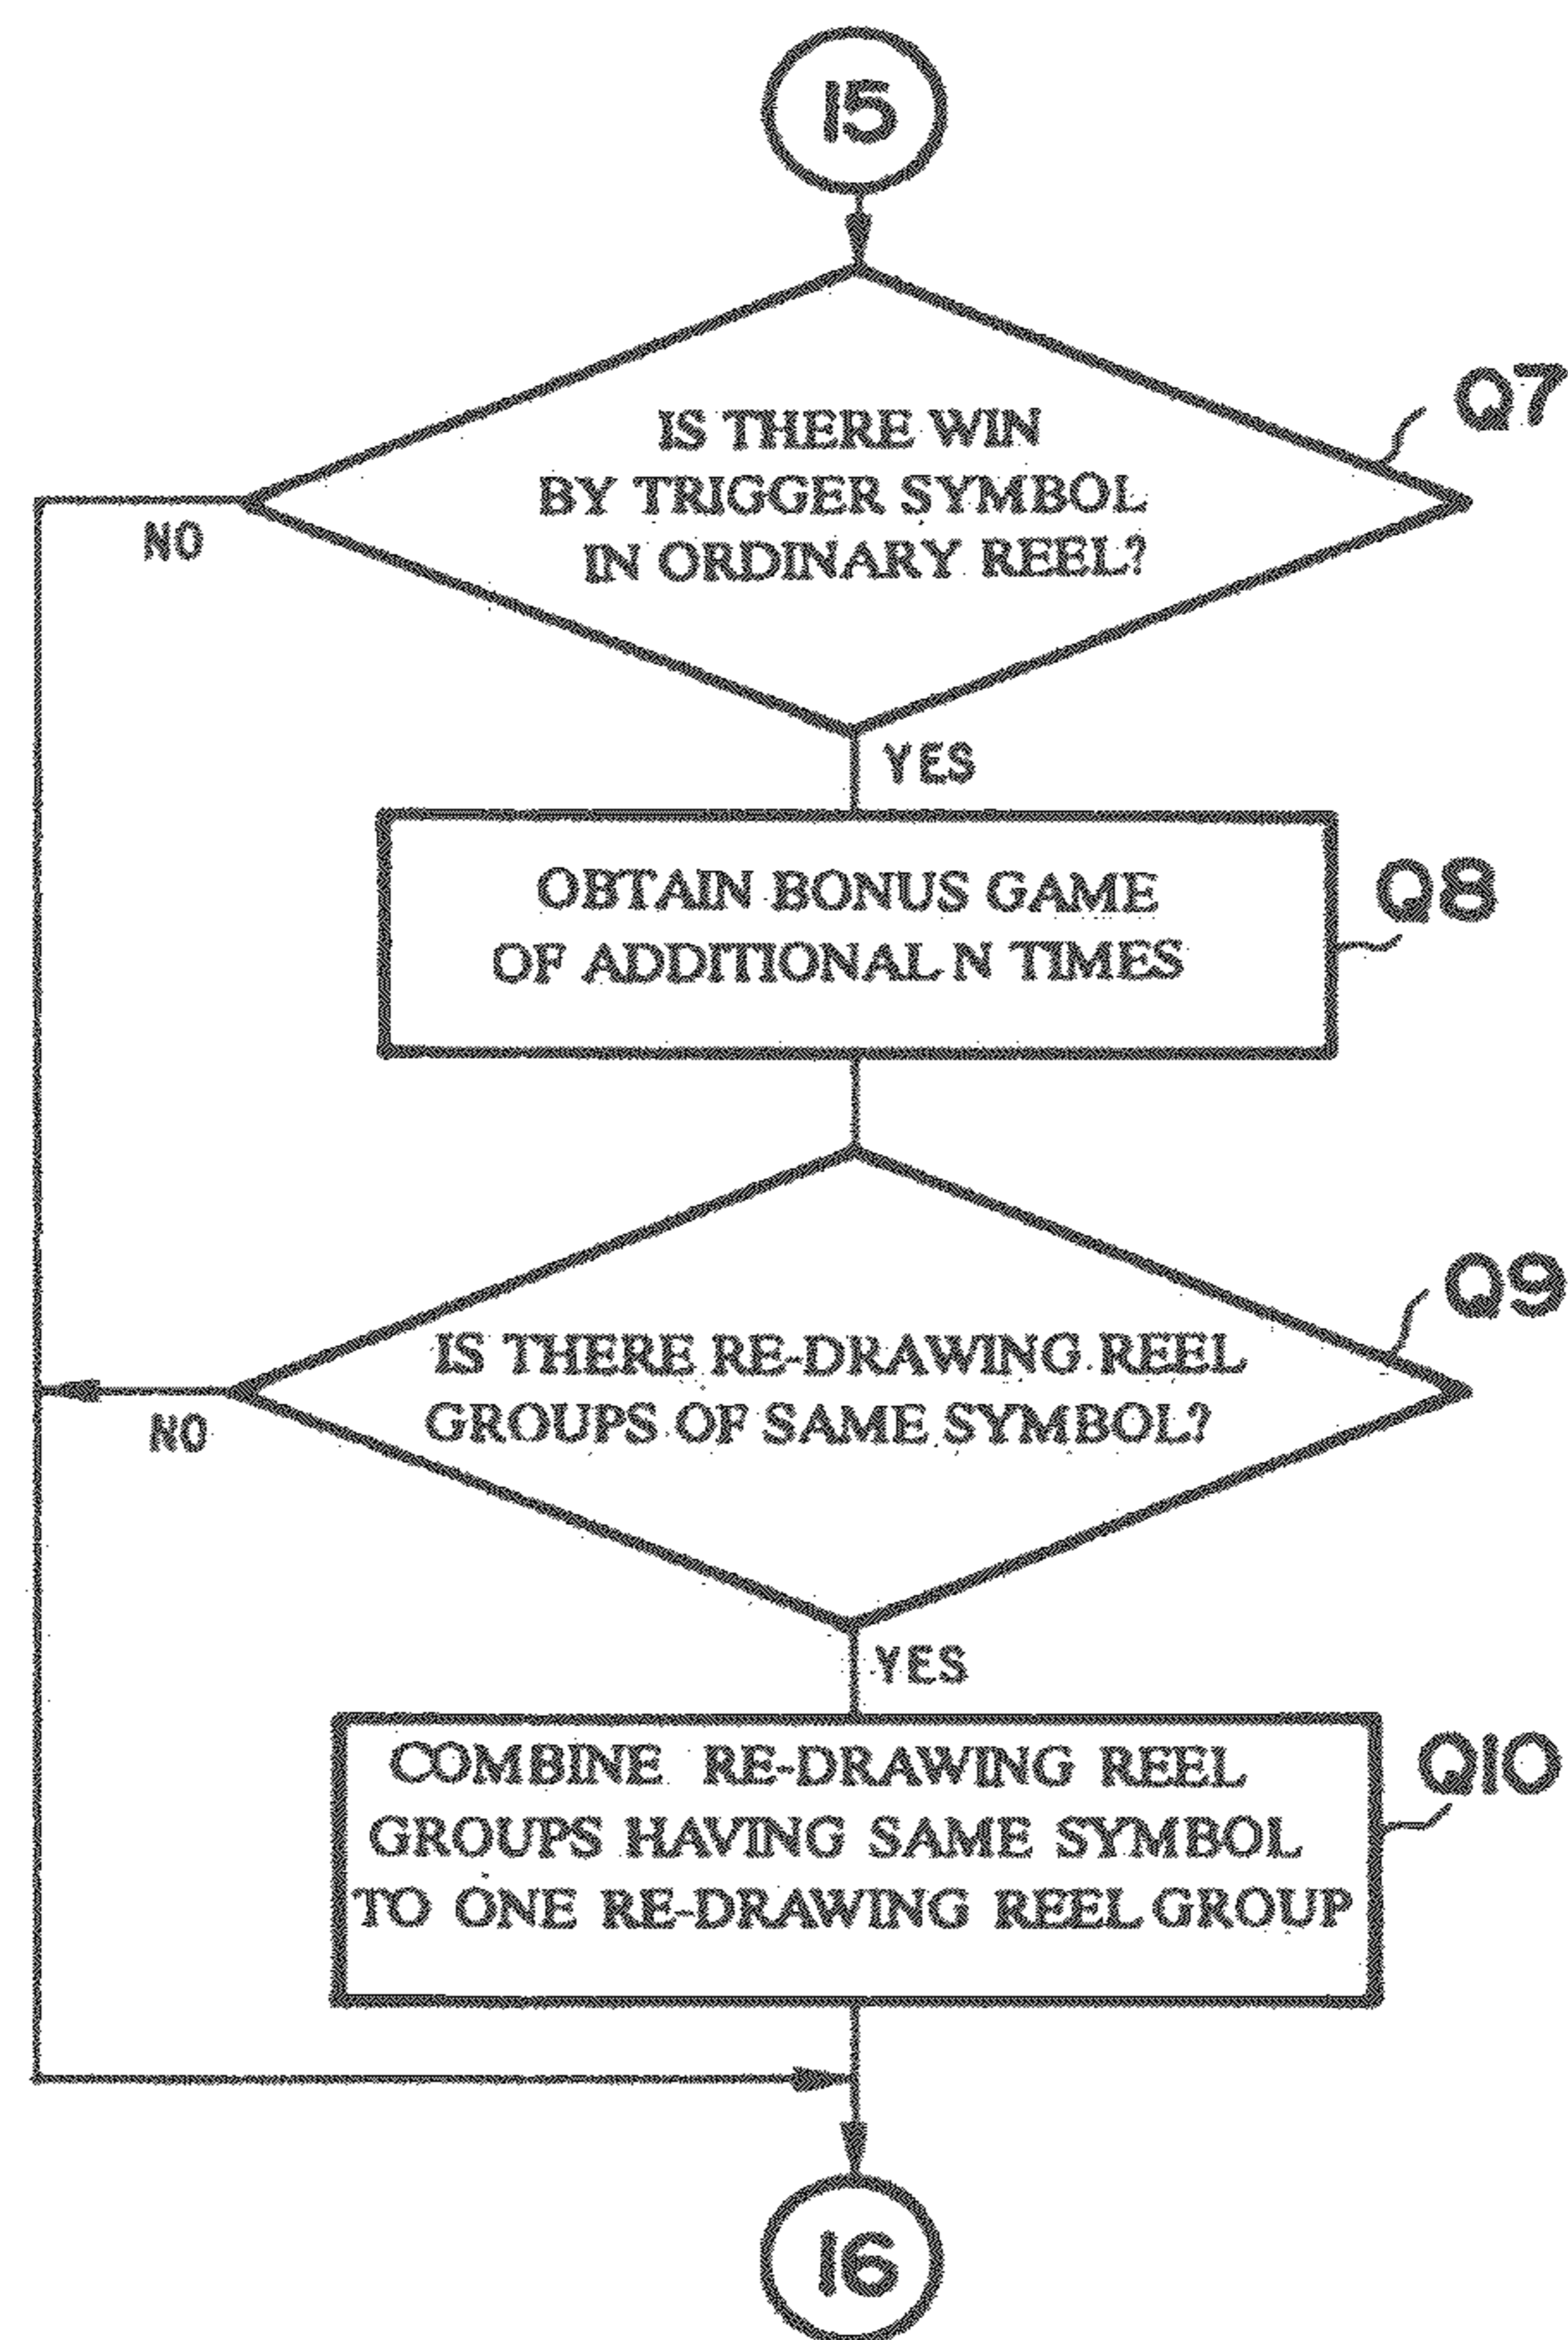 15
Q7
IS THERE WIN
BY TRIGGER SYMBOL
IN ORDINARY REEL?
NO
YES
Q8
OBTAIN BONUS GAME
OF ADDITIONAL N TIMES
Q9
IS THERE RE-DRAWING REEL
GROUPS OF SAME SYMBOL?
NO
YES
Q10
COMBINE RE-DRAWING REEL
GROUPS HAVING SAME SYMBOL
TO ONE RE-DRAWING REEL GROUP
16